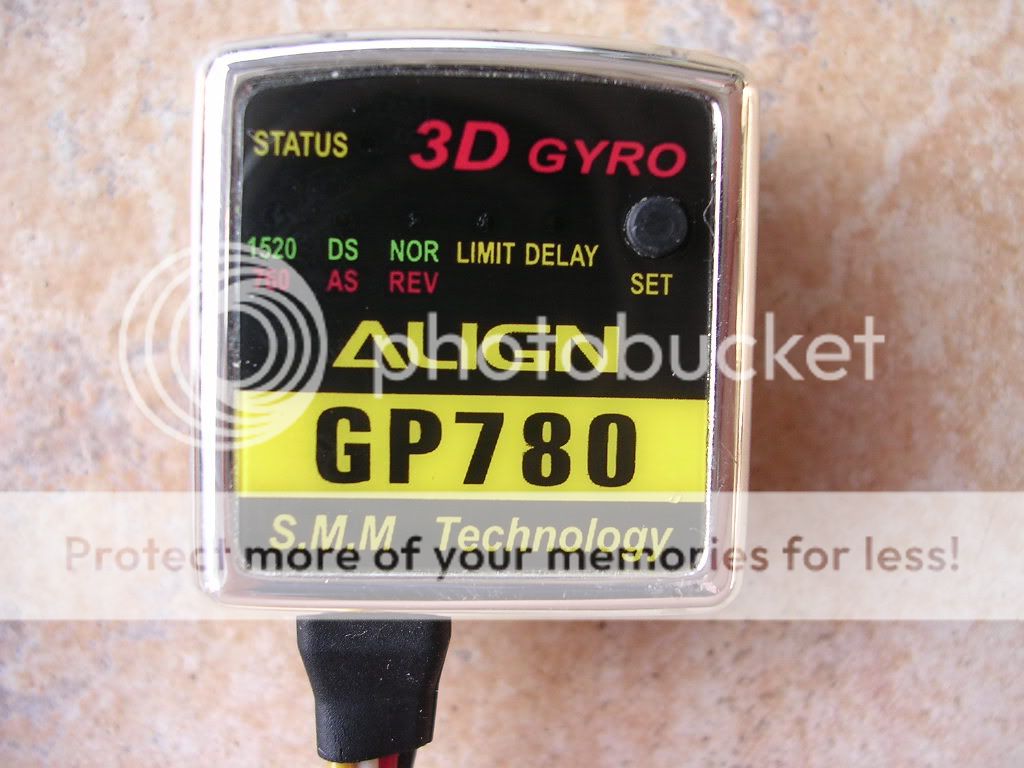 STATUS 3D GYRO
1520 DS NOR LIMIT DELAY
760 AS REV SET
ALIGN
photobucket
GP780
S.M.M Technology
Protect more of your memories for less!